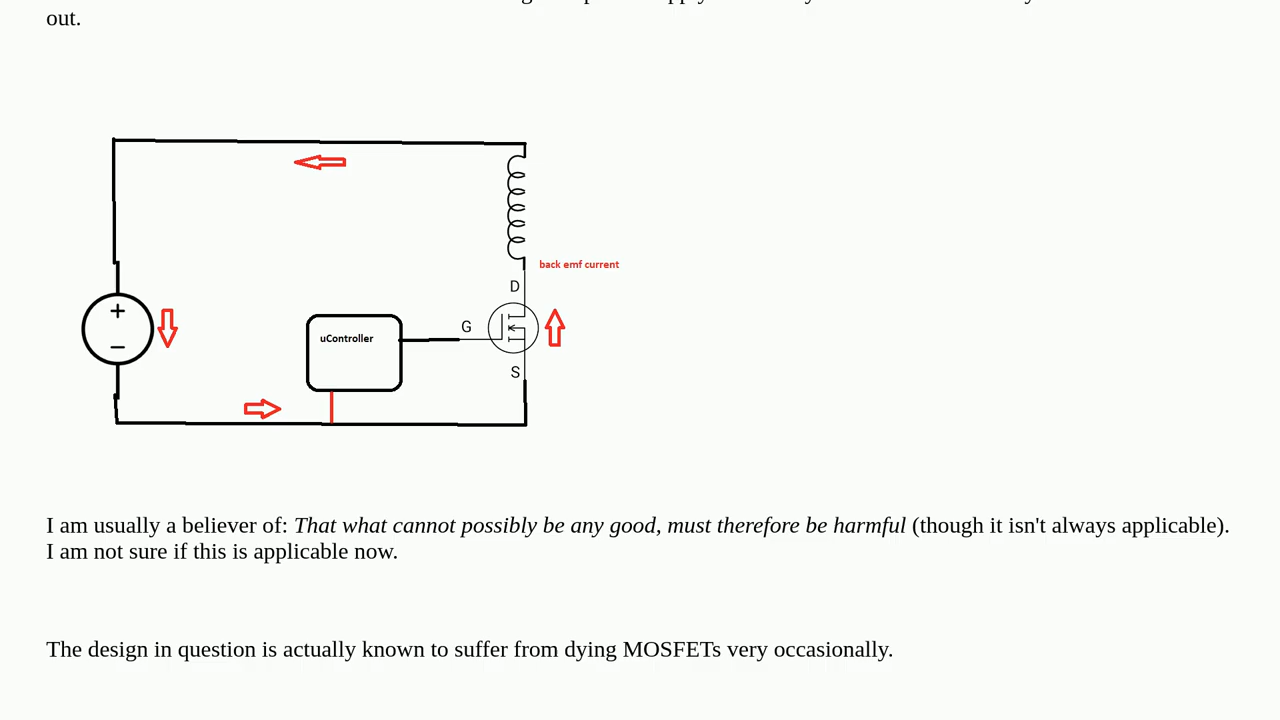 out.
back emf current
D
G
uController
S
I am usually a believer of: That what cannot possibly be any good, must therefore be harmful (though it isn't always applicable).
I am not sure if this is applicable now.
The design in question is actually known to suffer from dying MOSFETs very occasionally.